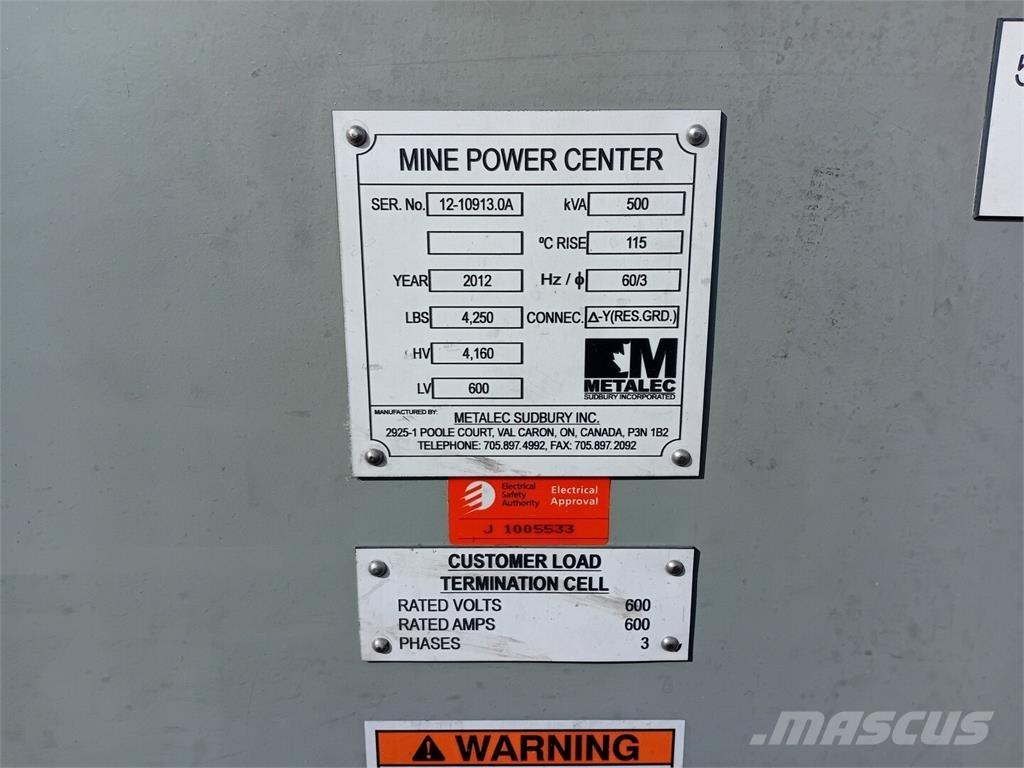 MINE POWER CENTER
SER. No. 12-10913.0A kVA 500
ºC RISE 115
YEAR 2012 Hz / ϕ 60/3
LBS 4,250 CONNEC. Δ-Y(RES.GRD.)
HV 4,160
LV 600
METALEC
SUDBURY INCORPORATED
MANUFACTURED BY:
METALEC SUDBURY INC.
2925-1 POOLE COURT, VAL CARON, ON, CANADA, P3N 1B2
TELEPHONE: 705.897.4992, FAX: 705.897.2092
Electrical Safety Authority
Electrical Approval
J 1005533
CUSTOMER LOAD
TERMINATION CELL
RATED VOLTS 600
RATED AMPS 600
PHASES 3
WARNING
MASCUS
5